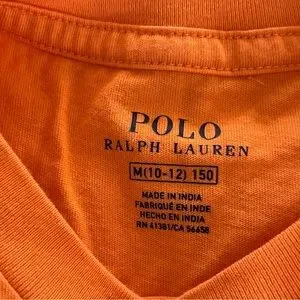 POLO
RALPH LAUREN
M(10-12) 150
MADE IN INDIA
FABRIQUÉ EN INDE
HECHO EN INDIA
RN 41381/CA 56658